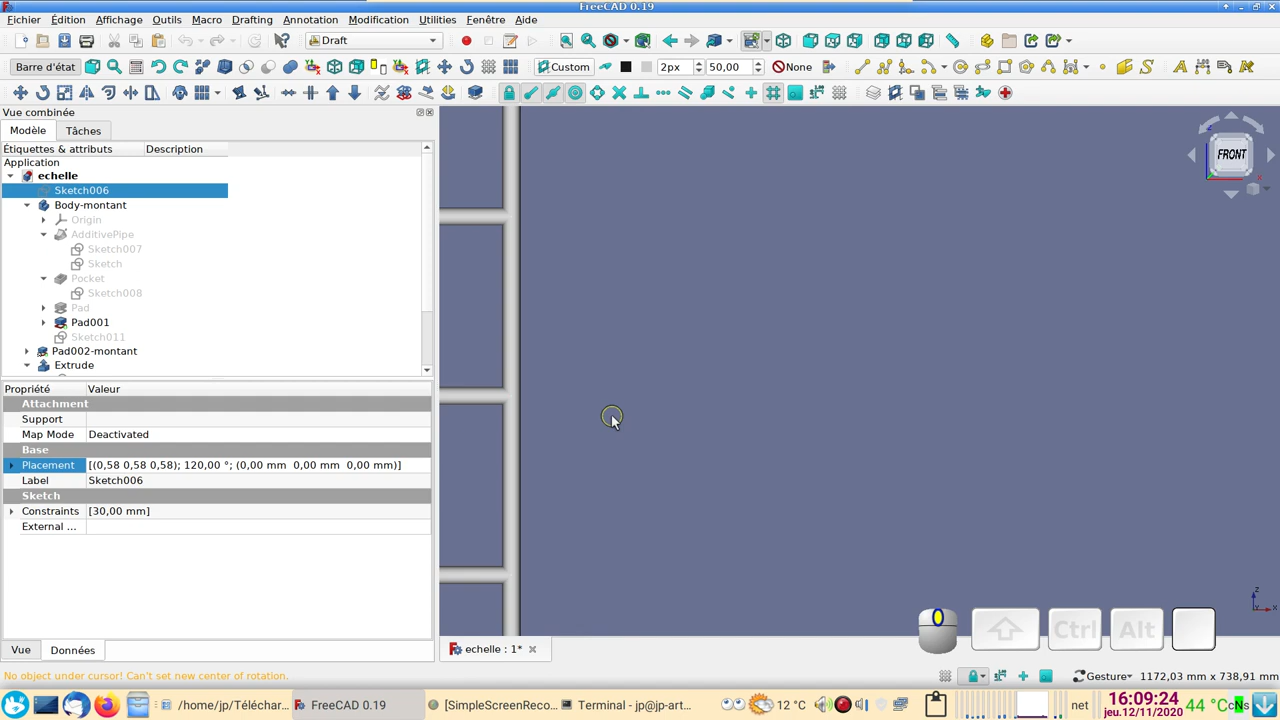 FreeCAD 0.19
Fichier Édition Affichage Outils Macro Drafting Annotation Modification Utilities Fenêtre Aide
Draft
Barre d'état Custom 2px 50,00 None
Vue combinée
Modèle Tâches
Étiquettes & attributs Description
Application
echelle
Sketch006
Body-montant
Origin
AdditivePipe
Sketch007
Sketch
Pocket
Sketch008
Pad
Pad001
Sketch011
Pad002-montant
Extrude
FRONT
Propriété Valeur
Attachment
Support
Map Mode Deactivated
Base
Placement [(0,58 0,58 0,58); 120,00 °; (0,00 mm 0,00 mm 0,00 mm)]
Label Sketch006
Sketch
Constraints [30,00 mm]
External ...
Ctrl Alt
Vue Données
echelle : 1*
No object under cursor! Can't set new center of rotation.
Gesture 1172,03 mm x 738,91 mm
/home/jp/Téléchar... FreeCAD 0.19 [SimpleScreenReco... Terminal - jp@jp-art... 12 °C net 16:09:24 jeu.12/11/2020 44 °C